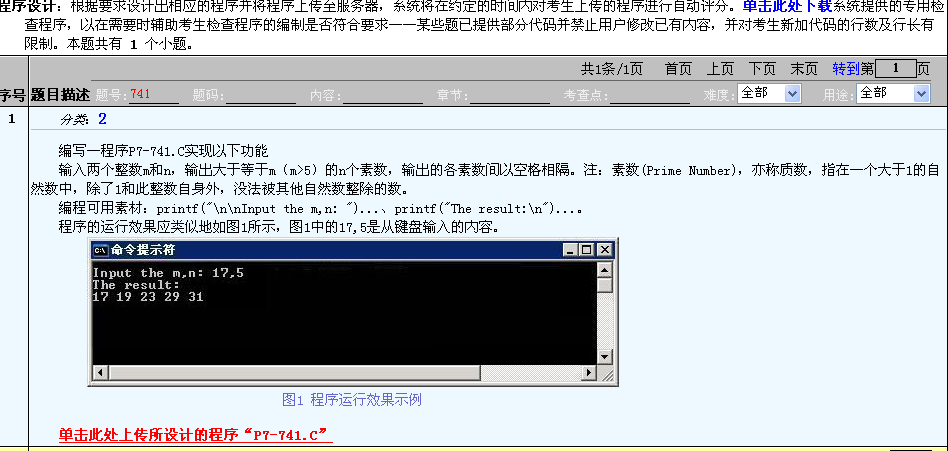 程序设计：根据要求设计出相应的程序并将程序上传至服务器，系统将在约定的时间内对考生上传的程序进行自动评分。单击此处下载系统提供的专用检
查程序，以在需要时辅助考生检查程序的编制是否符合要求——某些题已提供部分代码并禁止用户修改已有内容，并对考生新加代码的行数及行长有
限制。本题共有 1 个小题。
共1条/1页 首页 上页 下页 末页 转到第 1 页
序号 题目描述 题号:741 题码: 内容: 章节: 考查点: 难度: 全部 用途: 全部
1 分类: 2
编写一程序P7-741.C实现以下功能
输入两个整数m和n，输出大于等于m（m>5）的n个素数，输出的各素数间以空格相隔。注：素数(Prime Number)，亦称质数，指在一个大于1的自
然数中，除了1和此整数自身外，没法被其他自然数整除的数。
编程可用素材：printf("\n\nInput the m,n: ")...、printf("The result:\n")...。
程序的运行效果应类似地如图1所示，图1中的17,5是从键盘输入的内容。
C:\ 命令提示符
Input the m,n: 17,5
The result:
17 19 23 29 31
图1 程序运行效果示例
单击此处上传所设计的程序“P7-741.C”